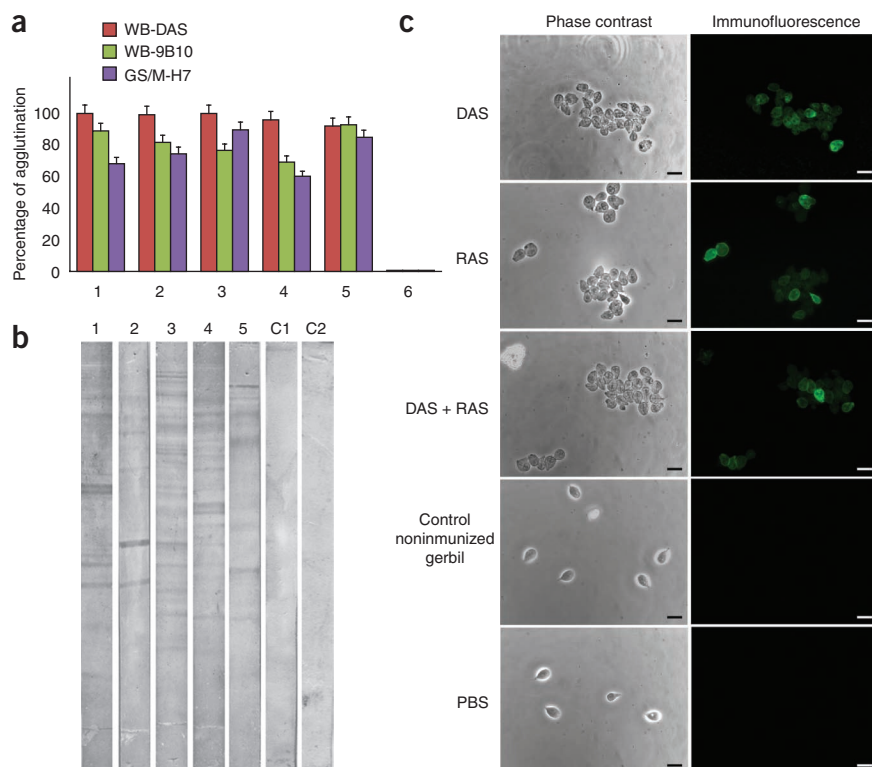 a
WB-DAS
WB-9B10
GS/M-H7
Percentage of agglutination
100
80
60
40
20
0
1 2 3 4 5 6
b
1 2 3 4 5 C1 C2
c
Phase contrast Immunofluorescence
DAS
RAS
DAS + RAS
Control
noninmunized
gerbil
PBS